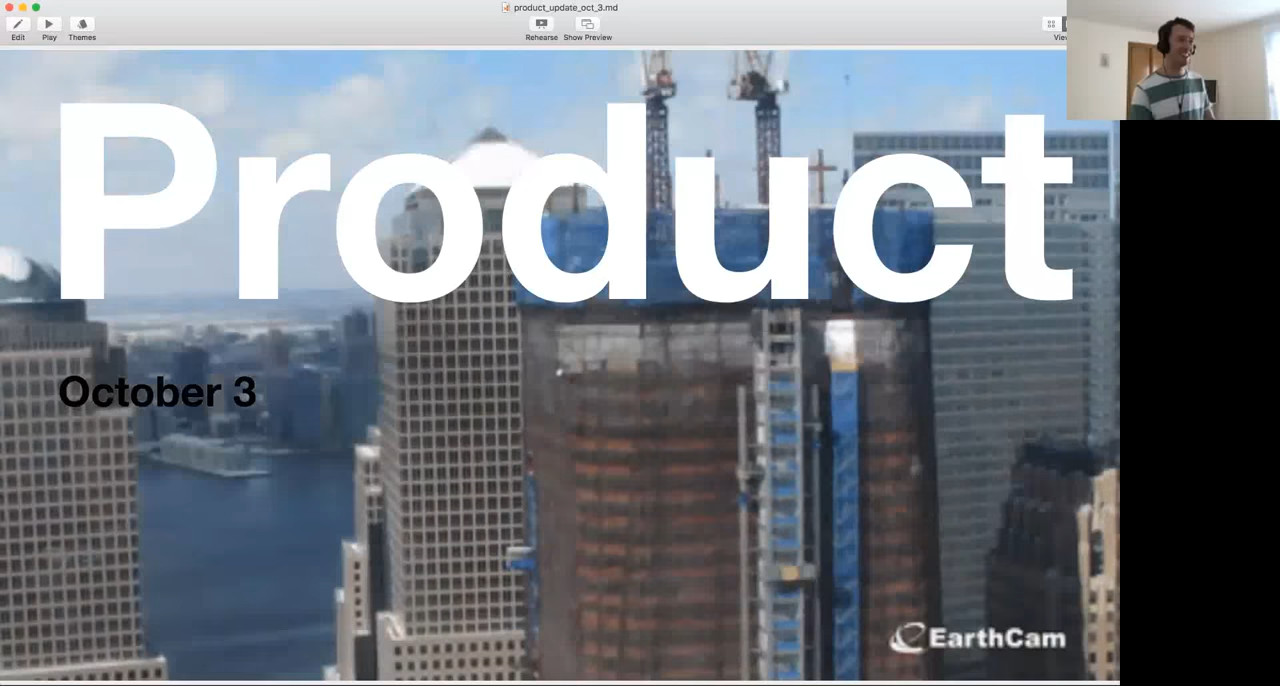 product_update_oct_3.md
Edit Play Themes Rehearse Show Preview
Product
October 3
EarthCam